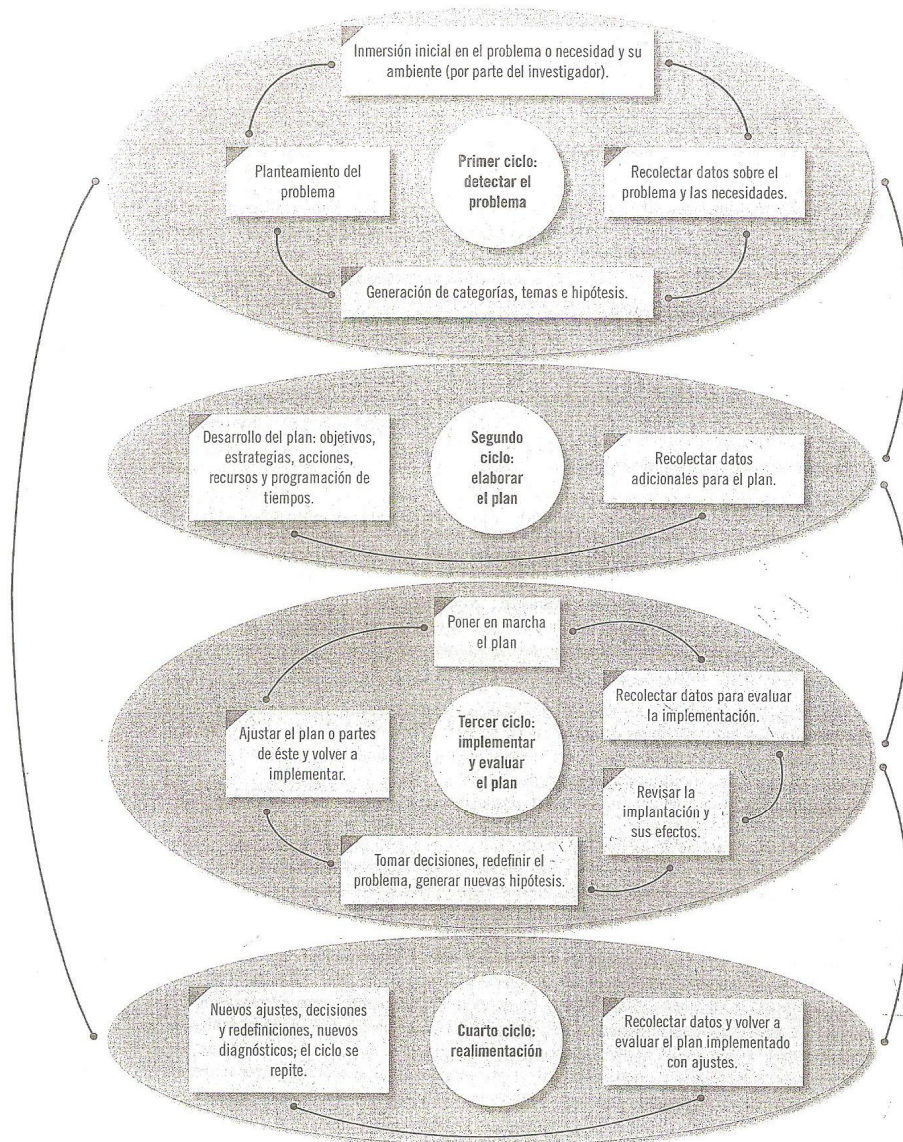 Inmersión inicial en el problema o necesidad y su
ambiente (por parte del investigador).
Planteamiento del
problema
Primer ciclo:
detectar el
problema
Recolectar datos sobre el
problema y las necesidades.
Generación de categorías, temas e hipótesis.
Desarrollo del plan: objetivos,
estrategias, acciones,
recursos y programación de
tiempos.
Segundo
ciclo:
elaborar
el plan
Recolectar datos
adicionales para el plan.
Poner en marcha
el plan
Recolectar datos para evaluar
la implementación.
Ajustar el plan o partes
de éste y volver a
implementar.
Tercer ciclo:
implementar
y evaluar
el plan
Revisar la
implantación y
sus efectos.
Tomar decisiones, redefinir el
problema, generar nuevas hipótesis.
Nuevos ajustes, decisiones
y redefiniciones, nuevos
diagnósticos; el ciclo se
repite.
Cuarto ciclo:
realimentación
Recolectar datos y volver a
evaluar el plan implementado
con ajustes.